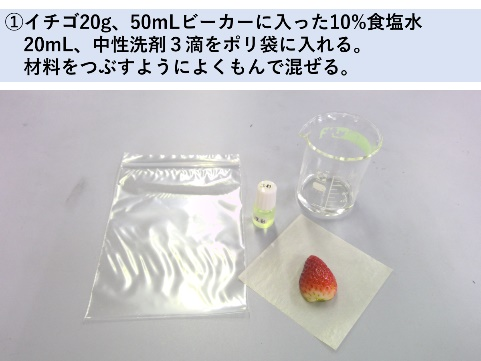 ①イチゴ20g、50mLビーカーに入った10%食塩水
20mL、中性洗剤３滴をポリ袋に入れる。
材料をつぶすようによくもんで混ぜる。